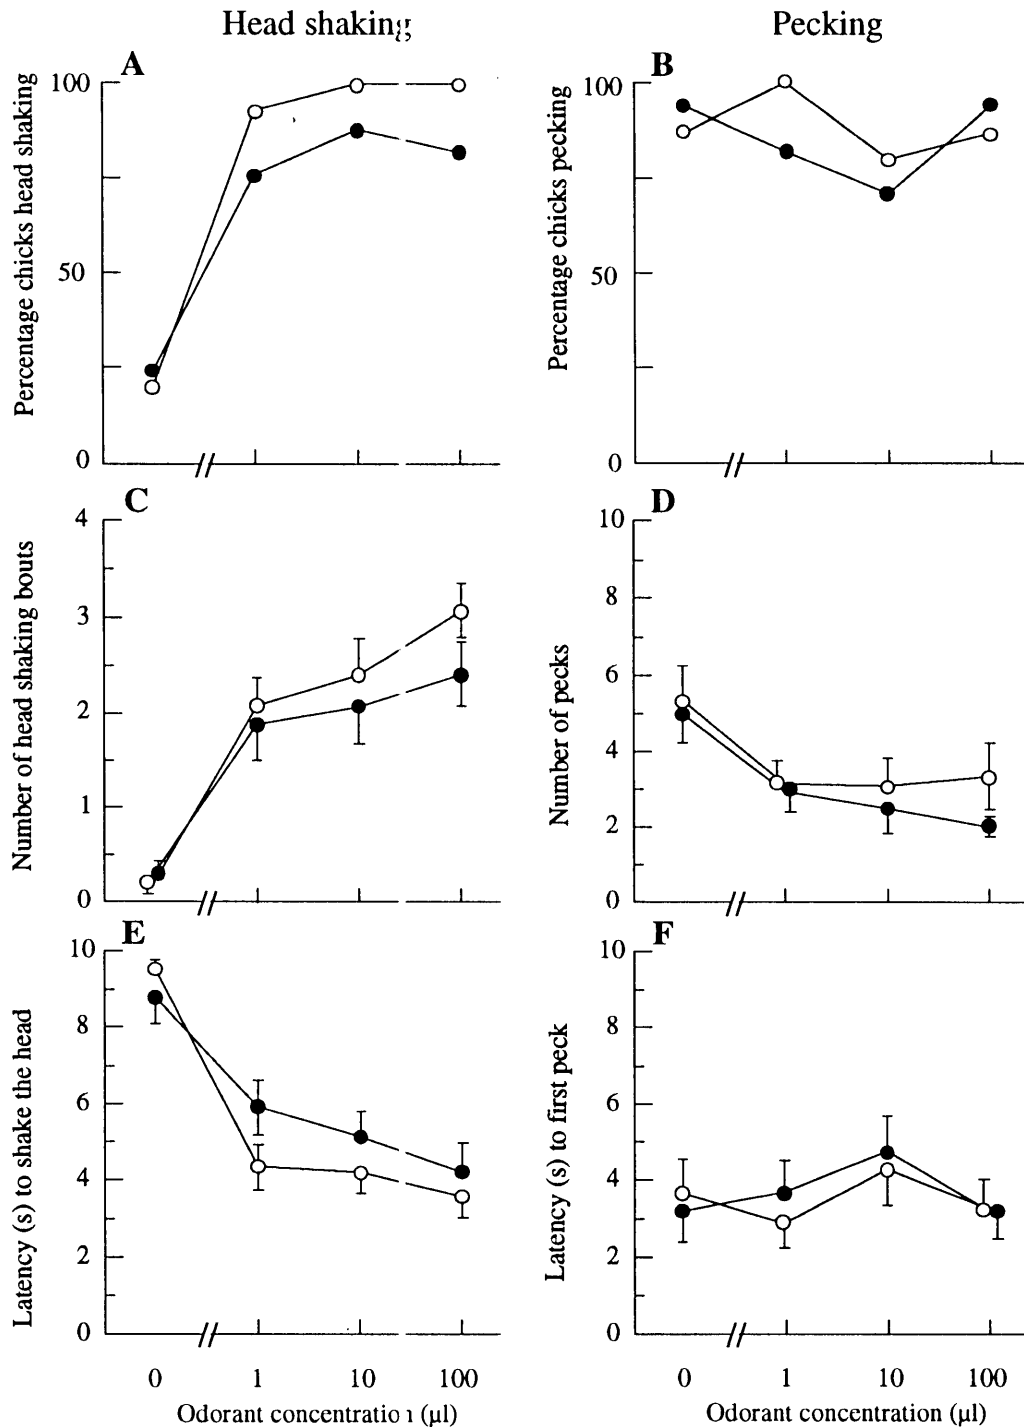 Head shaking
Pecking
A
Percentage chicks head shaking
100
50
0
B
Percentage chicks pecking
100
50
0
C
Number of head shaking bouts
4
3
2
1
0
D
Number of pecks
10
8
6
4
2
0
E
Latency (s) to shake the head
10
8
6
4
2
0
0 1 10 100
Odorant concentration (μl)
F
Latency (s) to first peck
10
8
6
4
2
0
0 1 10 100
Odorant concentration (μl)